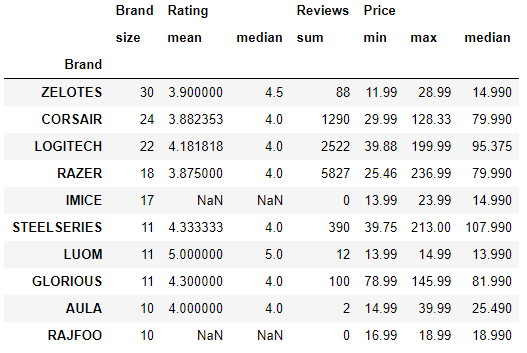 Brand Rating Reviews Price
size mean median sum min max median
Brand
ZELOTES 30 3.900000 4.5 88 11.99 28.99 14.990
CORSAIR 24 3.882353 4.0 1290 29.99 128.33 79.990
LOGITECH 22 4.181818 4.0 2522 39.88 199.99 95.375
RAZER 18 3.875000 4.0 5827 25.46 236.99 79.990
IMICE 17 NaN NaN 0 13.99 23.99 14.990
STEELSERIES 11 4.333333 4.0 390 39.75 213.00 107.990
LUOM 11 5.000000 5.0 12 13.99 14.99 13.990
GLORIOUS 11 4.300000 4.0 100 78.99 145.99 81.990
AULA 10 4.000000 4.0 2 14.99 39.99 25.490
RAJFOO 10 NaN NaN 0 16.99 18.99 18.990